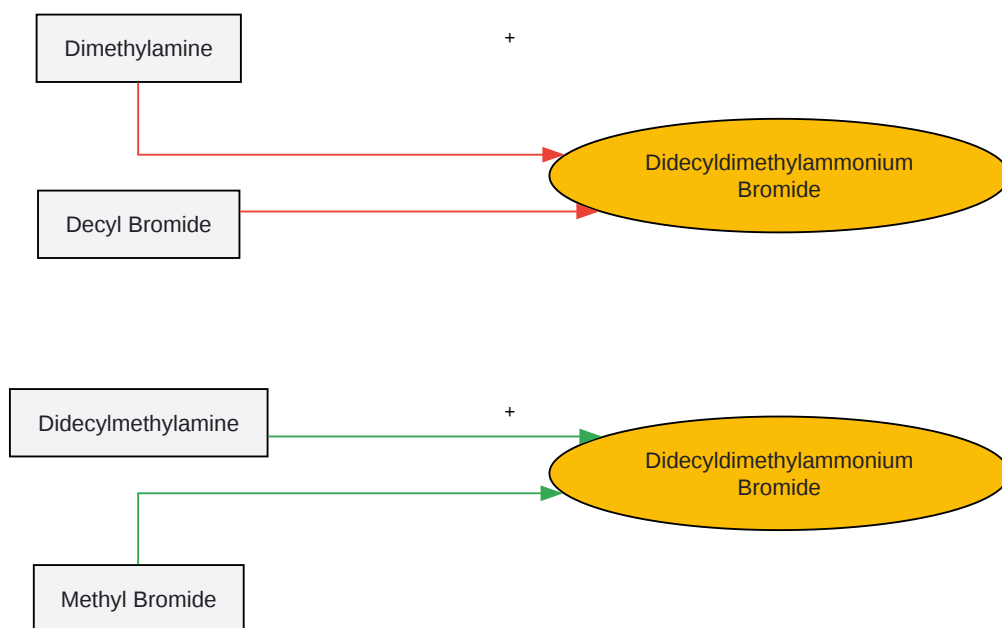 Dimethylamine
+
Didecyldimethylammonium
Bromide
Decyl Bromide
Didecylmethylamine
+
Didecyldimethylammonium
Bromide
Methyl Bromide